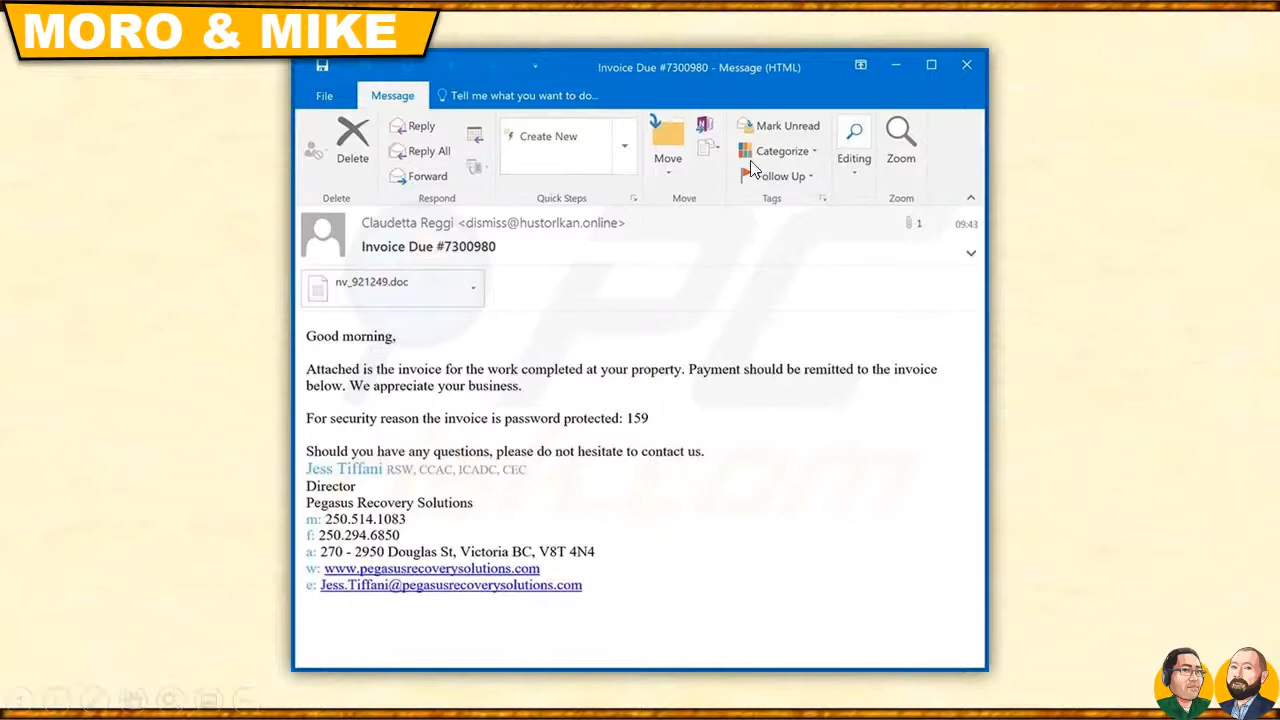 MORO & MIKE
Invoice Due #7300980 - Message (HTML)
File
Message
Tell me what you want to do...
Delete
Reply
Reply All
Forward
Create New
Move
Mark Unread
Categorize
Follow Up
Editing
Zoom
Delete
Respond
Quick Steps
Move
Tags
Zoom
Claudetta Reggi <dismiss@hustorlkan.online>
1
09:43
Invoice Due #7300980
nv_921249.doc
Good morning,
Attached is the invoice for the work completed at your property. Payment should be remitted to the invoice
below. We appreciate your business.
For security reason the invoice is password protected: 159
Should you have any questions, please do not hesitate to contact us.
Jess Tiffani RSW, CCAC, ICADC, CEC
Director
Pegasus Recovery Solutions
m: 250.514.1083
f: 250.294.6850
a: 270 - 2950 Douglas St, Victoria BC, V8T 4N4
w: www.pegasusrecoverysolutions.com
e: Jess.Tiffani@pegasusrecoverysolutions.com